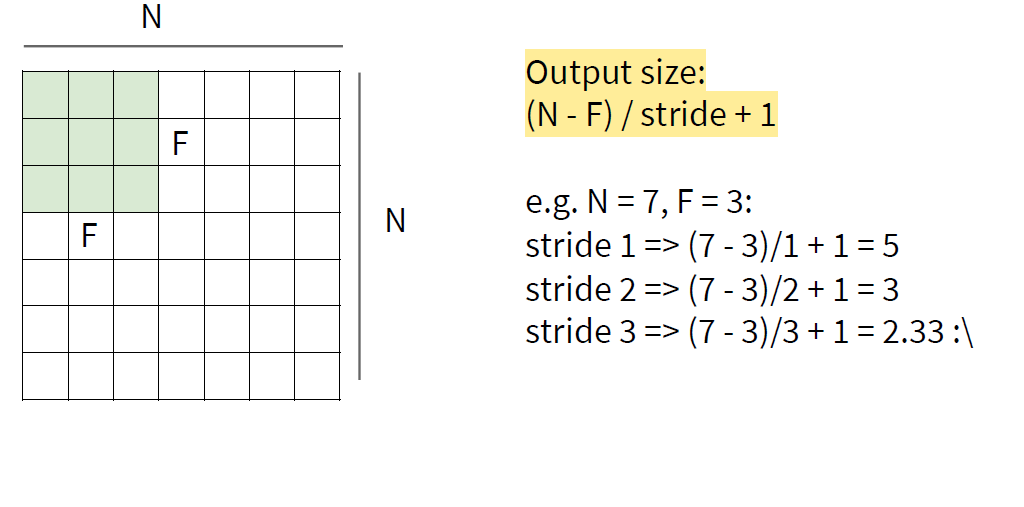 N
F
F
N
Output size:
(N - F) / stride + 1
e.g. N = 7, F = 3:
stride 1 => (7 - 3)/1 + 1 = 5
stride 2 => (7 - 3)/2 + 1 = 3
stride 3 => (7 - 3)/3 + 1 = 2.33 :\